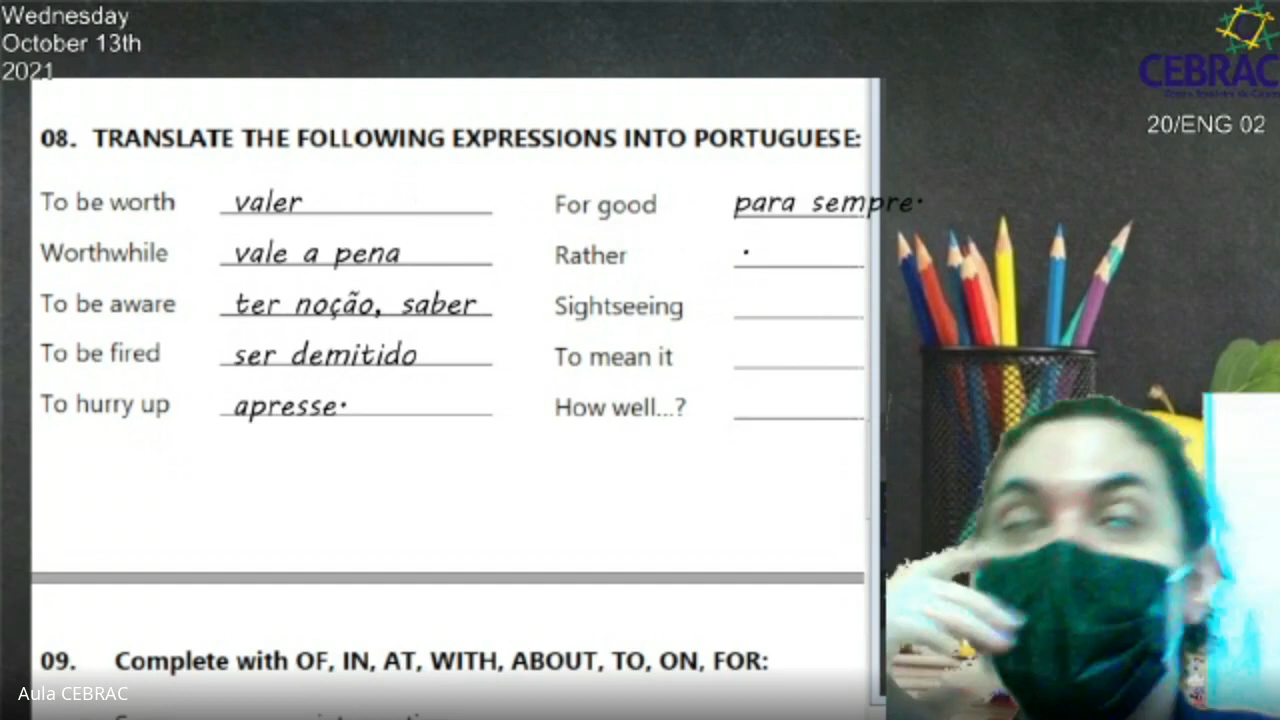 Wednesday
October 13th
2021
CEBRAC
20/ENG 02
08. TRANSLATE THE FOLLOWING EXPRESSIONS INTO PORTUGUESE:
To be worth valer
For good para sempre.
Worthwhile vale a pena
Rather .
To be aware ter noção, saber
Sightseeing
To be fired ser demitido
To mean it
To hurry up apresse.
How well...?
09. Complete with OF, IN, AT, WITH, ABOUT, TO, ON, FOR:
Aula CEBRAC